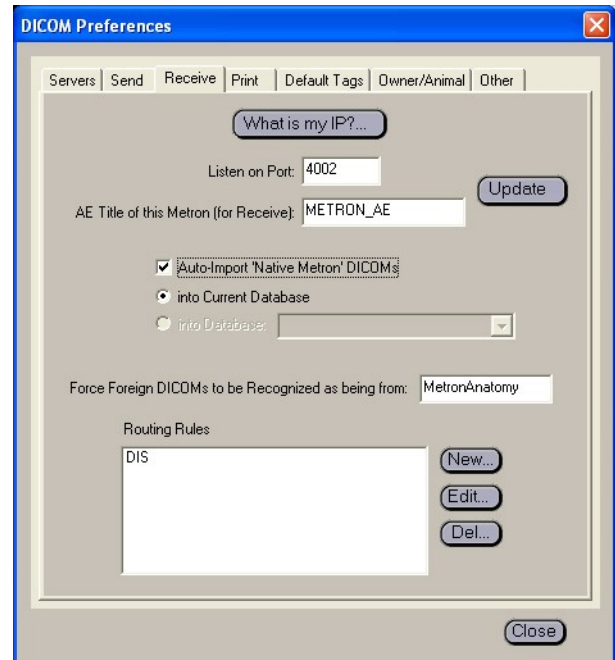 DICOM Preferences
Servers Send Receive Print Default Tags Owner/Animal Other
What is my IP?...
Listen on Port: 4002
Update
AE Title of this Metron (for Receive): METRON_AE
Auto-Import 'Native Metron' DICOMs
into Current Database
into Database:
Force Foreign DICOMs to be Recognized as being from: MetronAnatomy
Routing Rules
DIS
New...
Edit...
Del...
Close